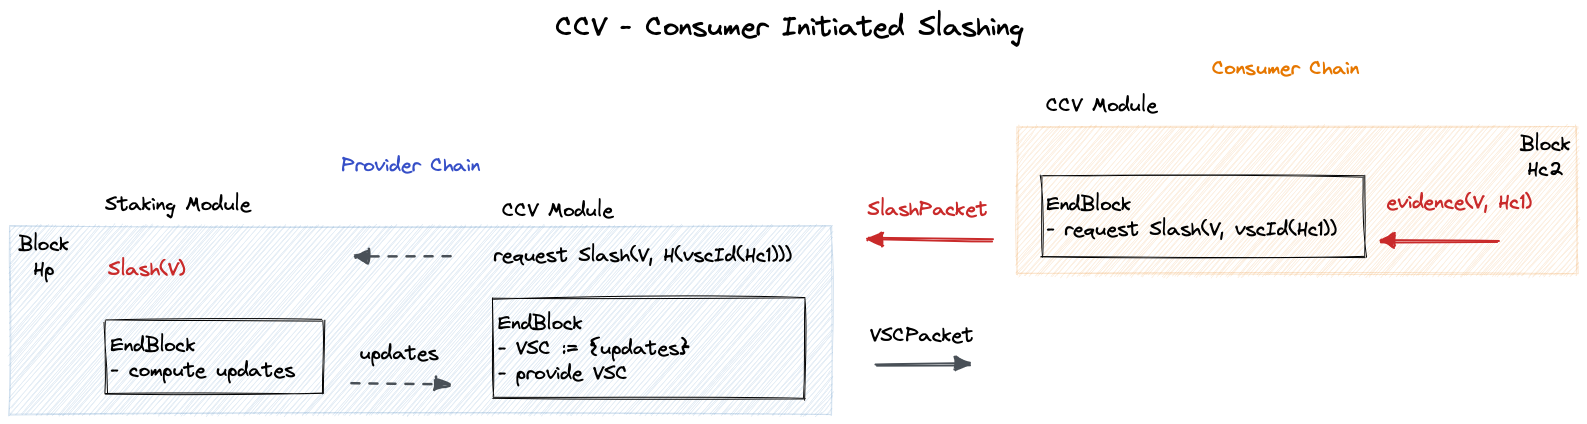 CCV - Consumer Initiated Slashing
Consumer Chain
CCV Module
Block
Hc2
EndBlock
- request Slash(V, vscId(Hc1))
evidence(V, Hc1)
SlashPacket
VSCPacket
Provider Chain
Staking Module
CCV Module
Block
Hp
Slash(V)
request Slash(V, H(vscId(Hc1)))
EndBlock
- compute updates
updates
EndBlock
- VSC := {updates}
- provide VSC